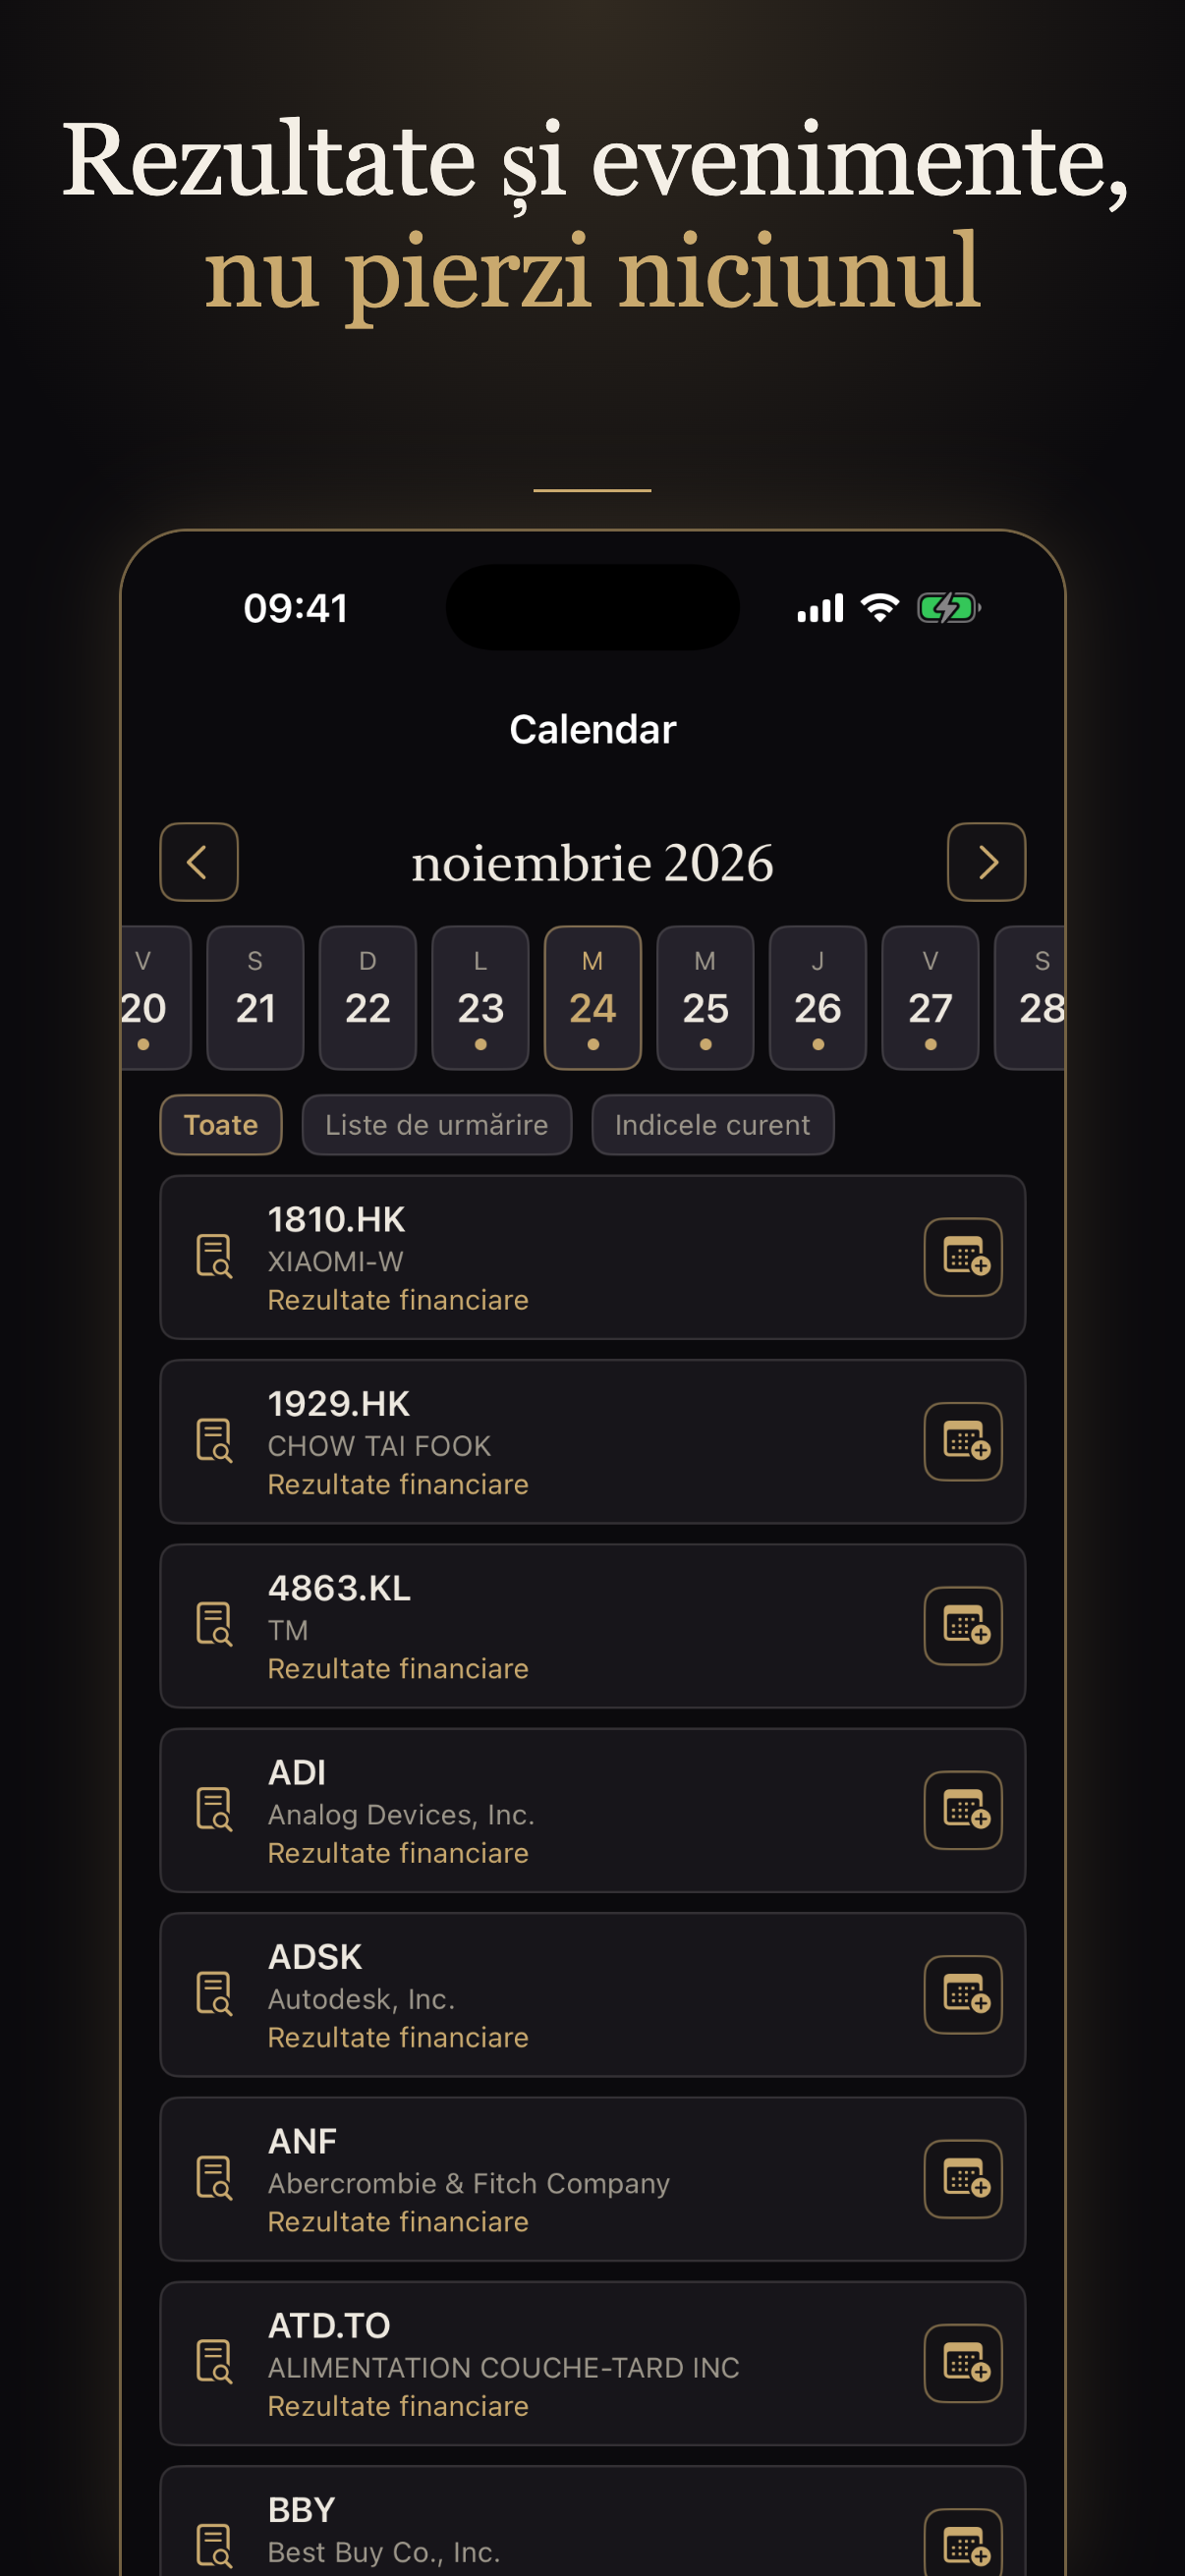 Rezultate și evenimente,
nu pierzi niciunul
09:41
Calendar
noiembrie 2026
V S D L M M J V S
20 21 22 23 24 25 26 27 28
Toate Liste de urmărire Indicele curent
1810.HK
XIAOMI-W
Rezultate financiare
1929.HK
CHOW TAI FOOK
Rezultate financiare
4863.KL
TM
Rezultate financiare
ADI
Analog Devices, Inc.
Rezultate financiare
ADSK
Autodesk, Inc.
Rezultate financiare
ANF
Abercrombie & Fitch Company
Rezultate financiare
ATD.TO
ALIMENTATION COUCHE-TARD INC
Rezultate financiare
BBY
Best Buy Co., Inc.